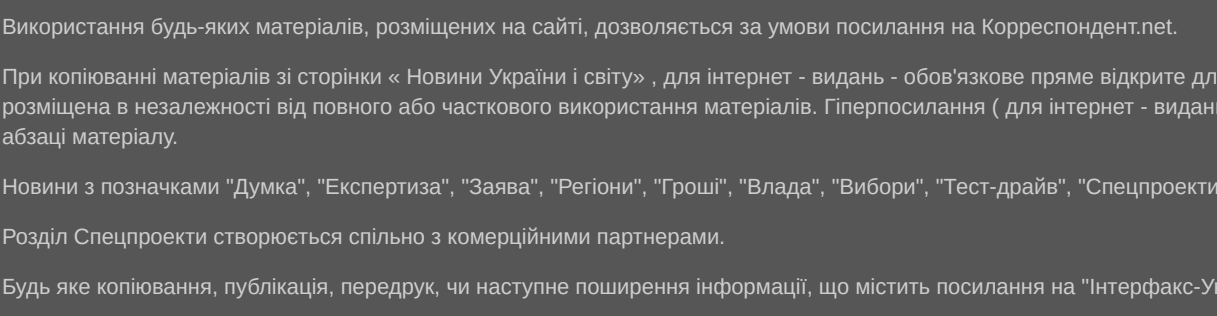 Використання будь-яких матеріалів, розміщених на сайті, дозволяється за умови посилання на Корреспондент.net.
При копіюванні матеріалів зі сторінки « Новини України і світу» , для інтернет - видань - обов'язкове пряме відкрите
розміщена в незалежності від повного або часткового використання матеріалів. Гіперпосилання ( для інтернет -
абзаці матеріалу.
Новини з позначками "Думка", "Експертиза", "Заява", "Регіони", "Гроші", "Влада", "Вибори", "Тест-драйв", "Спецпроекти
Розділ Спецпроекти створюється спільно з комерційними партнерами.
Будь яке копіювання, публікація, передрук, чи наступне поширення інформації, що містить посилання на